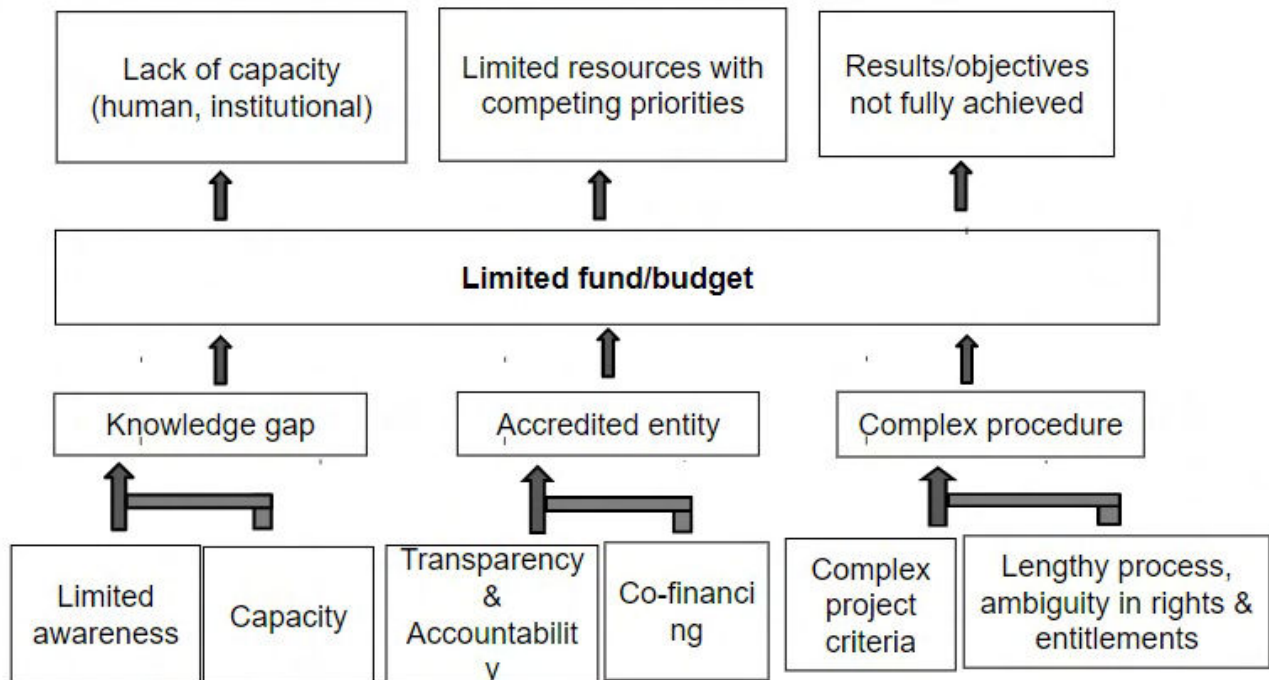 Lack of capacity
(human, institutional)
Limited resources with
competing priorities
Results/objectives
not fully achieved
Limited fund/budget
Knowledge gap
Accredited entity
Complex procedure
Limited
awareness
Capacity
Transparency
&
Accountabilit
y
Co-financi
ng
Complex
project
criteria
Lengthy process,
ambiguity in rights &
entitlements